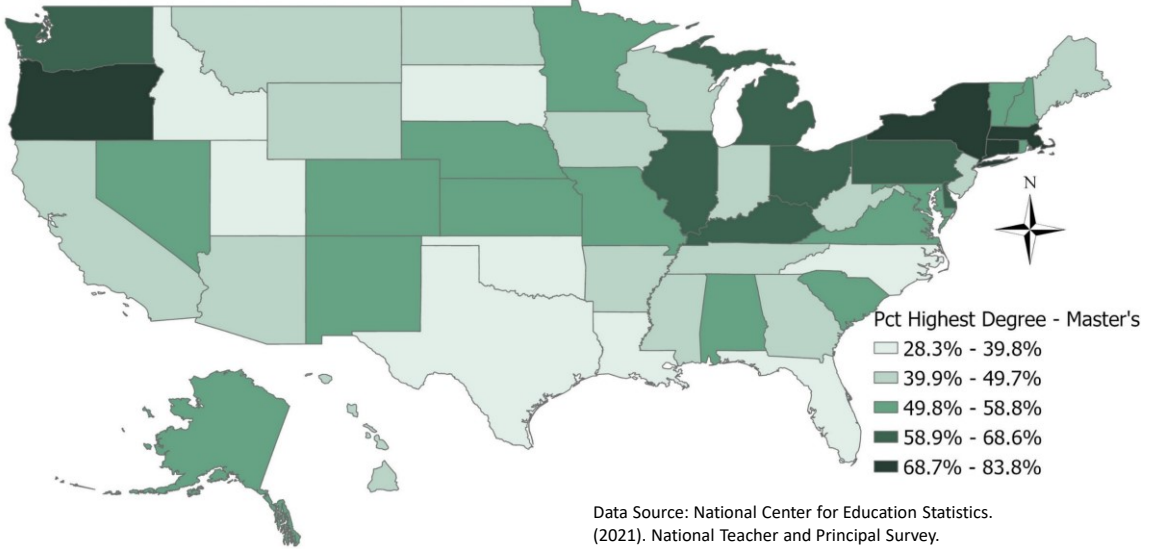 N
Pct Highest Degree - Master's
28.3% - 39.8%
39.9% - 49.7%
49.8% - 58.8%
58.9% - 68.6%
68.7% - 83.8%
Data Source: National Center for Education Statistics.
(2021). National Teacher and Principal Survey.